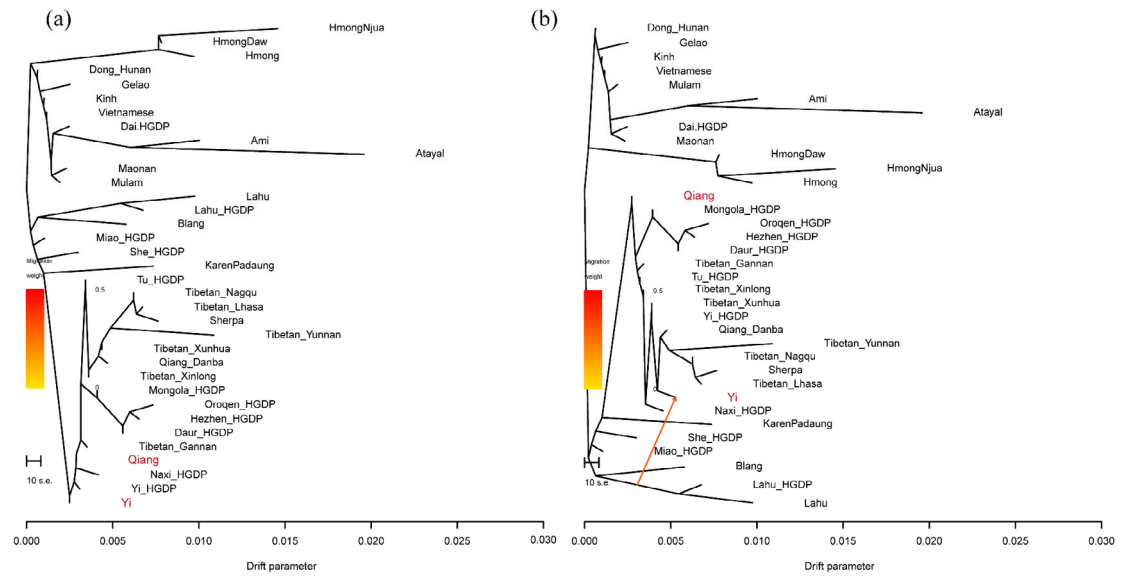 (a)
HmongNjua
HmongDaw
Hmong
Dong_Hunan
Gelao
Kinh
Vietnamese
Dai.HGDP
Ami
Atayal
Maonan
Mulam
Lahu
Lahu_HGDP
Blang
Miao_HGDP
She_HGDP
Migration
weight
KarenPadaung
Tu_HGDP
0.5
Tibetan_Nagqu
Tibetan_Lhasa
Sherpa
Tibetan_Yunnan
Tibetan_Xunhua
Qiang_Danba
Tibetan_Xinlong
0
Mongola_HGDP
Oroqen_HGDP
Hezhen_HGDP
Daur_HGDP
Tibetan_Gannan
Qiang
10 s.e.
Naxi_HGDP
Yi_HGDP
Yi
0.000 0.005 0.010 0.015 0.020 0.025 0.030
Drift parameter
(b)
Dong_Hunan
Gelao
Kinh
Vietnamese
Mulam
Ami
Atayal
Dai.HGDP
Maonan
HmongDaw
HmongNjua
Hmong
Qiang
Mongola_HGDP
Oroqen_HGDP
Hezhen_HGDP
Daur_HGDP
Migration
weight
Tibetan_Gannan
Tu_HGDP
0.5
Tibetan_Xinlong
Tibetan_Xunhua
Yi_HGDP
Qiang_Danba
Tibetan_Yunnan
Tibetan_Nagqu
Sherpa
Tibetan_Lhasa
0
Yi
Naxi_HGDP
KarenPadaung
She_HGDP
Miao_HGDP
Blang
10 s.e.
Lahu_HGDP
Lahu
0.000 0.005 0.010 0.015 0.020 0.025 0.030
Drift parameter